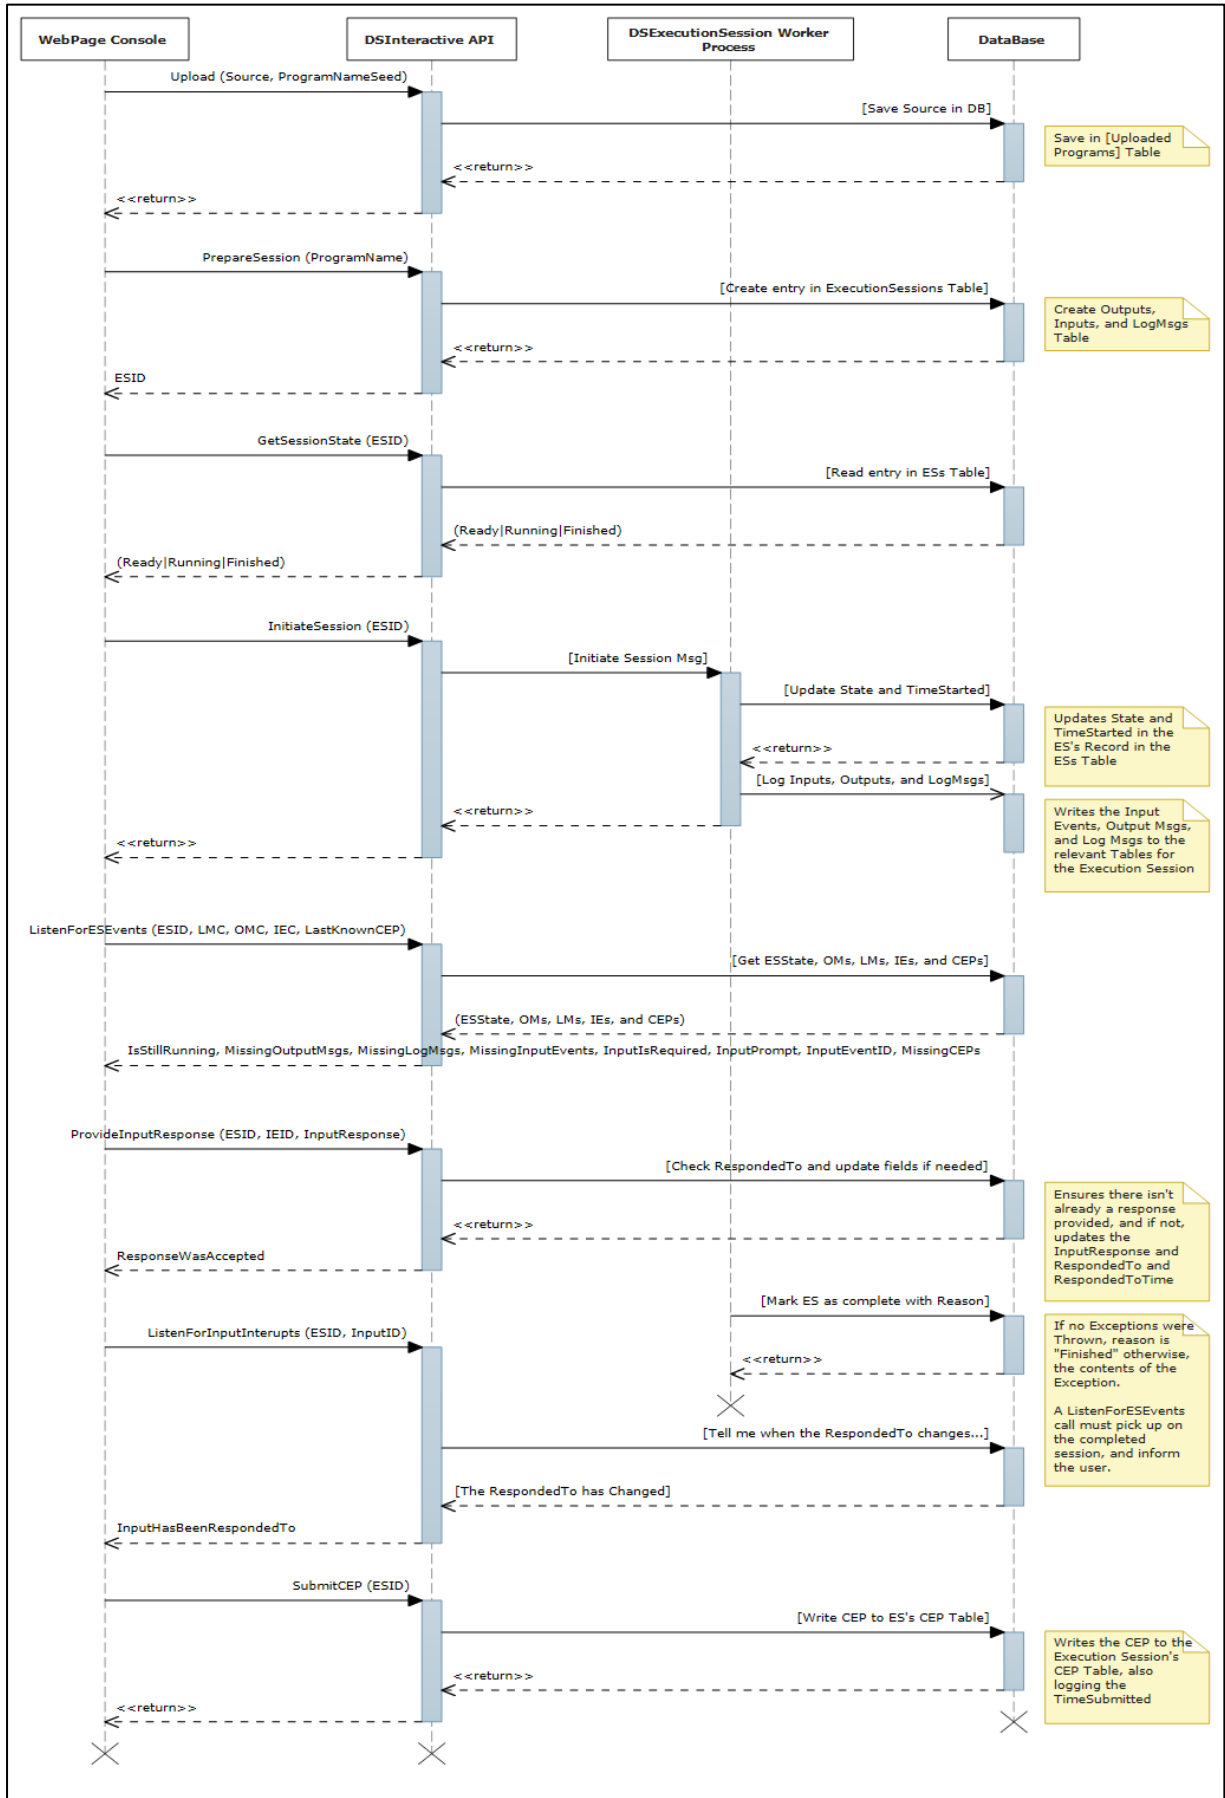 WebPage Console
DSInteractive API
DSExecutionSession Worker
Process
DataBase
Upload (Source, ProgramNameSeed)
[Save Source in DB]
Save in [Uploaded
Programs] Table
<<return>>
<<return>>
PrepareSession (ProgramName)
[Create entry in ExecutionSessions Table]
Create Outputs,
Inputs, and LogMsgs
Table
<<return>>
ESID
GetSessionState (ESID)
[Read entry in ESs Table]
(Ready|Running|Finished)
(Ready|Running|Finished)
InitiateSession (ESID)
[Initiate Session Msg]
[Update State and TimeStarted]
Updates State and
TimeStarted in the
ES's Record in the
ESs Table
<<return>>
[Log Inputs, Outputs, and LogMsgs]
Writes the Input
Events, Output Msgs,
and Log Msgs to the
relevant Tables for
the Execution Session
<<return>>
<<return>>
ListenForESEvents (ESID, LMC, OMC, IEC, LastKnownCEP)
[Get ESState, OMs, LMs, IEs, and CEPs]
(ESState, OMs, LMs, IEs, and CEPs)
IsStillRunning, MissingOutputMsgs, MissingLogMsgs, MissingInputEvents, InputIsRequired, InputPrompt, InputEventID, MissingCEPs
ProvideInputResponse (ESID, IEID, InputResponse)
[Check RespondedTo and update fields if needed]
Ensures there isn't
already a response
provided, and if not,
updates the
InputResponse and
RespondedTo and
RespondedToTime
<<return>>
ResponseWasAccepted
[Mark ES as complete with Reason]
If no Exceptions were
Thrown, reason is
"Finished" otherwise,
the contents of the
Exception.
A ListenForESEvents
call must pick up on
the completed
session, and inform
the user.
ListenForInputInterupts (ESID, InputID)
<<return>>
[Tell me when the RespondedTo changes...]
[The RespondedTo has Changed]
InputHasBeenRespondedTo
SubmitCEP (ESID)
[Write CEP to ES's CEP Table]
Writes the CEP to the
Execution Session's
CEP Table, also
logging the
TimeSubmitted
<<return>>
<<return>>